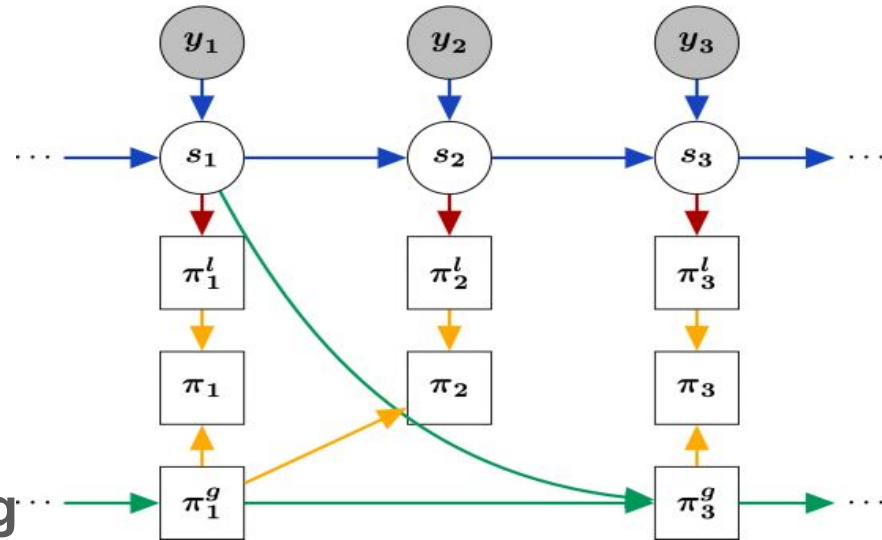 y₁ y₂ y₃
··· s₁ s₂ s₃ ···
π₁ˡ π₂ˡ π₃ˡ
π₁ π₂ π₃
g ··· π₁ᵍ π₃ᵍ ···